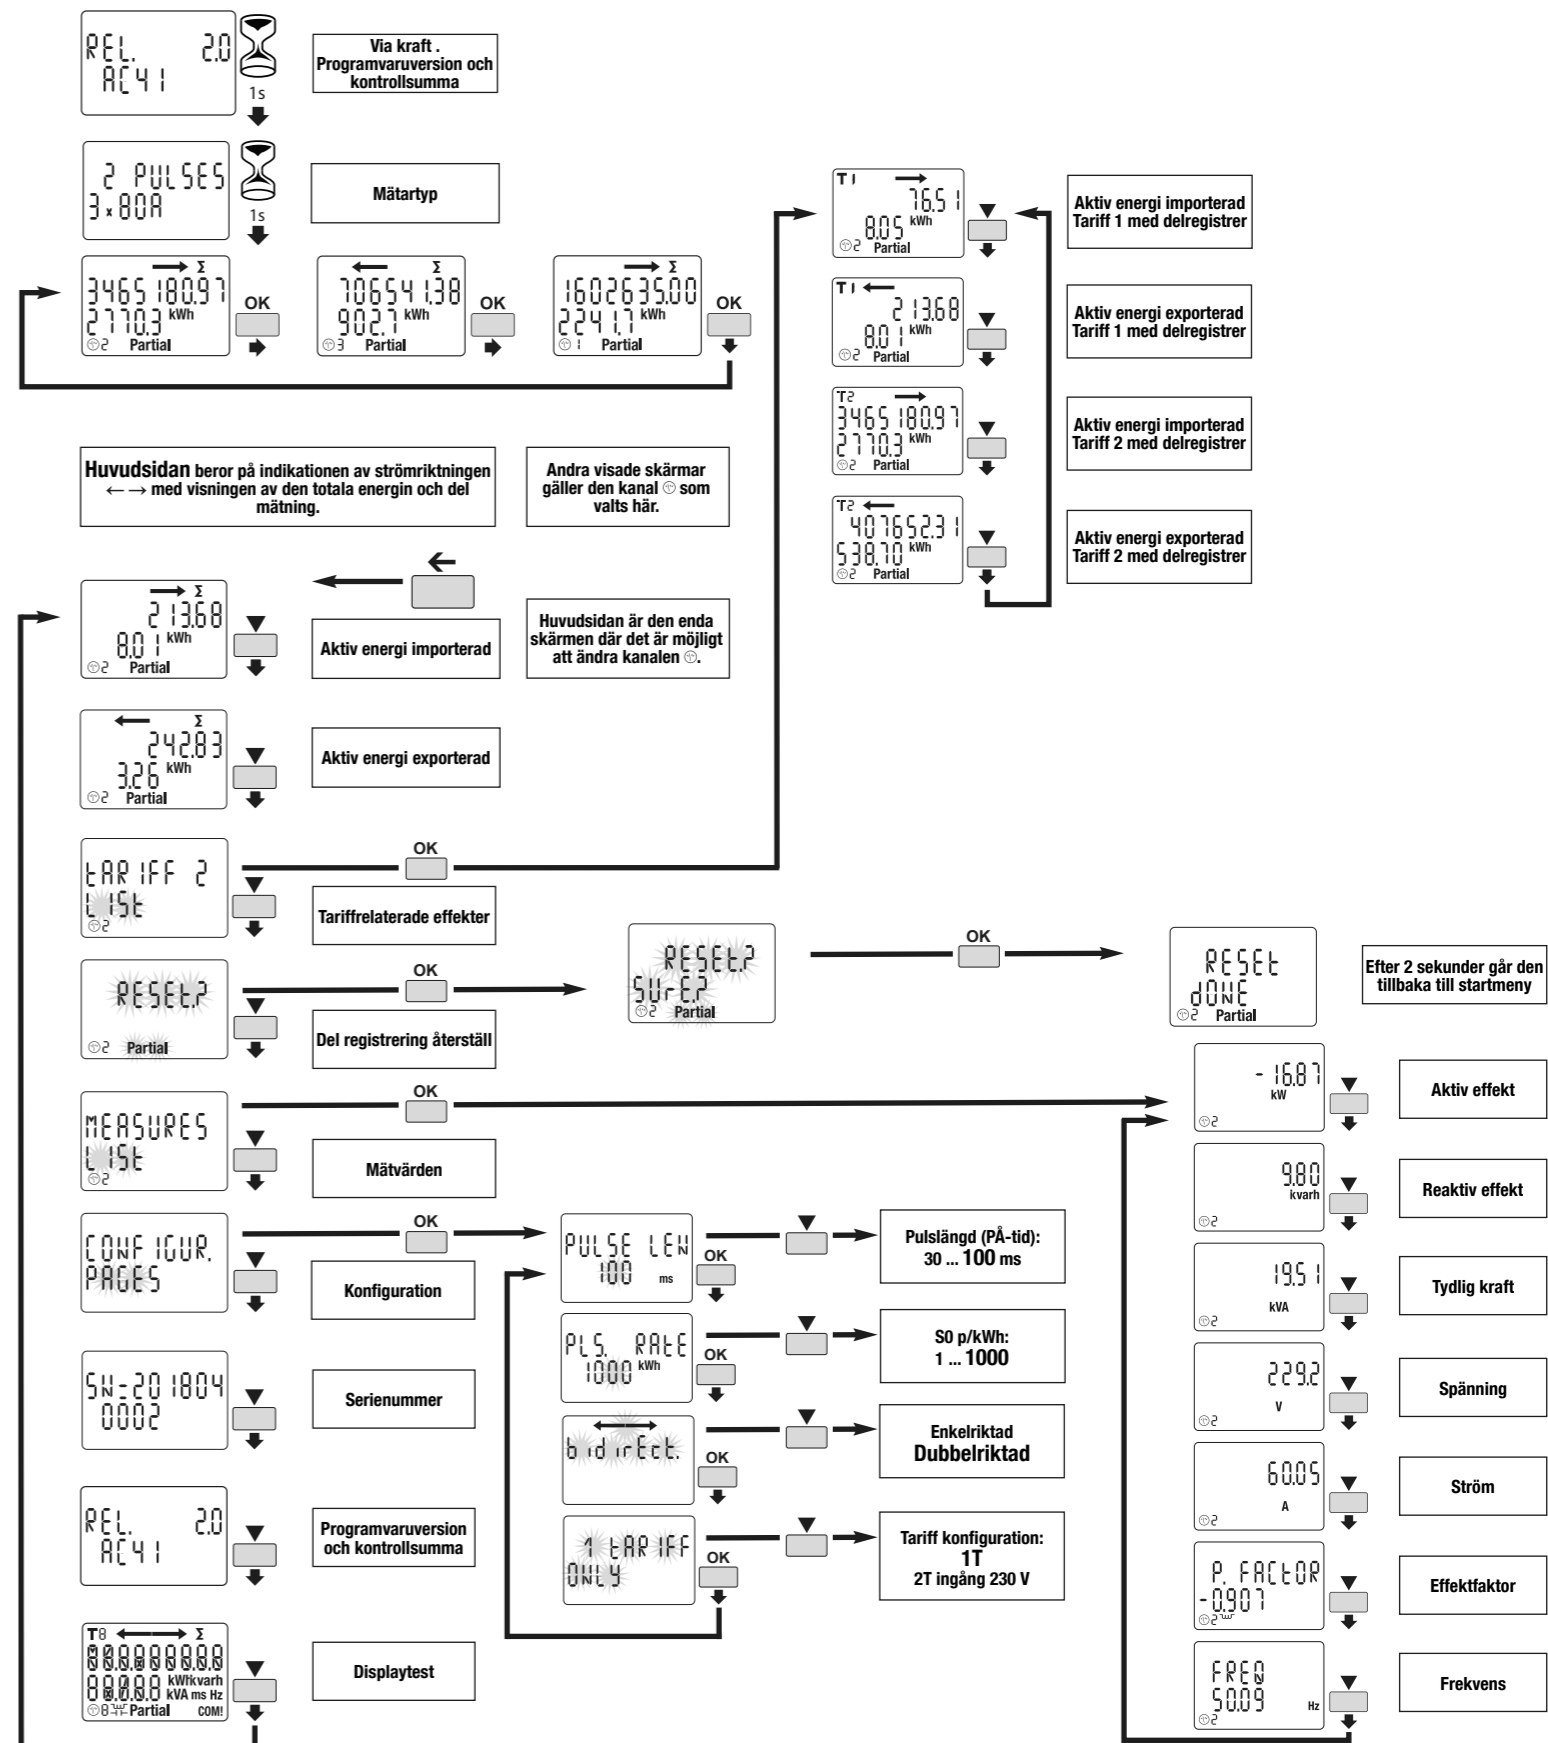 REL. 2.0
AC41
1s
Via kraft .
Programvaruversion och
kontrollsumma
2 PULSES
3x80A
1s
Mätartyp
Σ
3465180.97
2770.3 kWh
2 Partial
OK
Σ
706541.38
902.7 kWh
3 Partial
OK
Σ
1602635.00
2241.7 kWh
1 Partial
OK
Huvudsidan beror på indikationen av strömriktningen
←→ med visningen av den totala energin och del
mätning.
Andra visade skärmar
gäller den kanal som
valts här.
Σ
213.68
8.01 kWh
2 Partial
Aktiv energi importerad
Huvudsidan är den enda
skärmen där det är möjligt
att ändra kanalen .
Σ
242.83
3.26 kWh
2 Partial
Aktiv energi exporterad
tARIFF 2
LISt
2
OK
Tariffrelaterade effekter
T1
76.51
8.05 kWh
2 Partial
Aktiv energi importerad
Tariff 1 med delregistrer
T1
213.68
8.01 kWh
2 Partial
Aktiv energi exporterad
Tariff 1 med delregistrer
T2
3465180.97
2770.3 kWh
2 Partial
Aktiv energi importerad
Tariff 2 med delregistrer
T2
407652.31
538.70 kWh
2 Partial
Aktiv energi exporterad
Tariff 2 med delregistrer
RESEt.?
2 Partial
OK
Del registrering återställ
RESEt.?
SUrE.?
2 Partial
OK
RESEt
dONE
2 Partial
Efter 2 sekunder går den
tillbaka till startmeny
MEASURES
LISt
2
OK
Mätvärden
-16.87
kW
2
Aktiv effekt
9.80
kvarh
2
Reaktiv effekt
19.51
kVA
2
Tydlig kraft
229.2
V
2
Spänning
60.05
A
2
Ström
P. FACtOR
-0.907
2
Effektfaktor
FREQ
50.09 Hz
2
Frekvens
CONFIGUR.
PAGES
OK
Konfiguration
PULSE LEN
100 ms
OK
Pulslängd (PÅ-tid):
30 ... 100 ms
PLS. RAtE
1000 kWh
OK
S0 p/kWh:
1 ... 1000
bidirEct.
OK
Enkelriktad
Dubbelriktad
1 tARIFF
ONLY
OK
Tariff konfiguration:
1T
2T ingång 230 V
SN=201804
0002
Serienummer
REL. 2.0
AC41
Programvaruversion
och kontrollsumma
T8 Σ
kWhkvarh
kVA ms Hz
8 Partial COM!
Displaytest